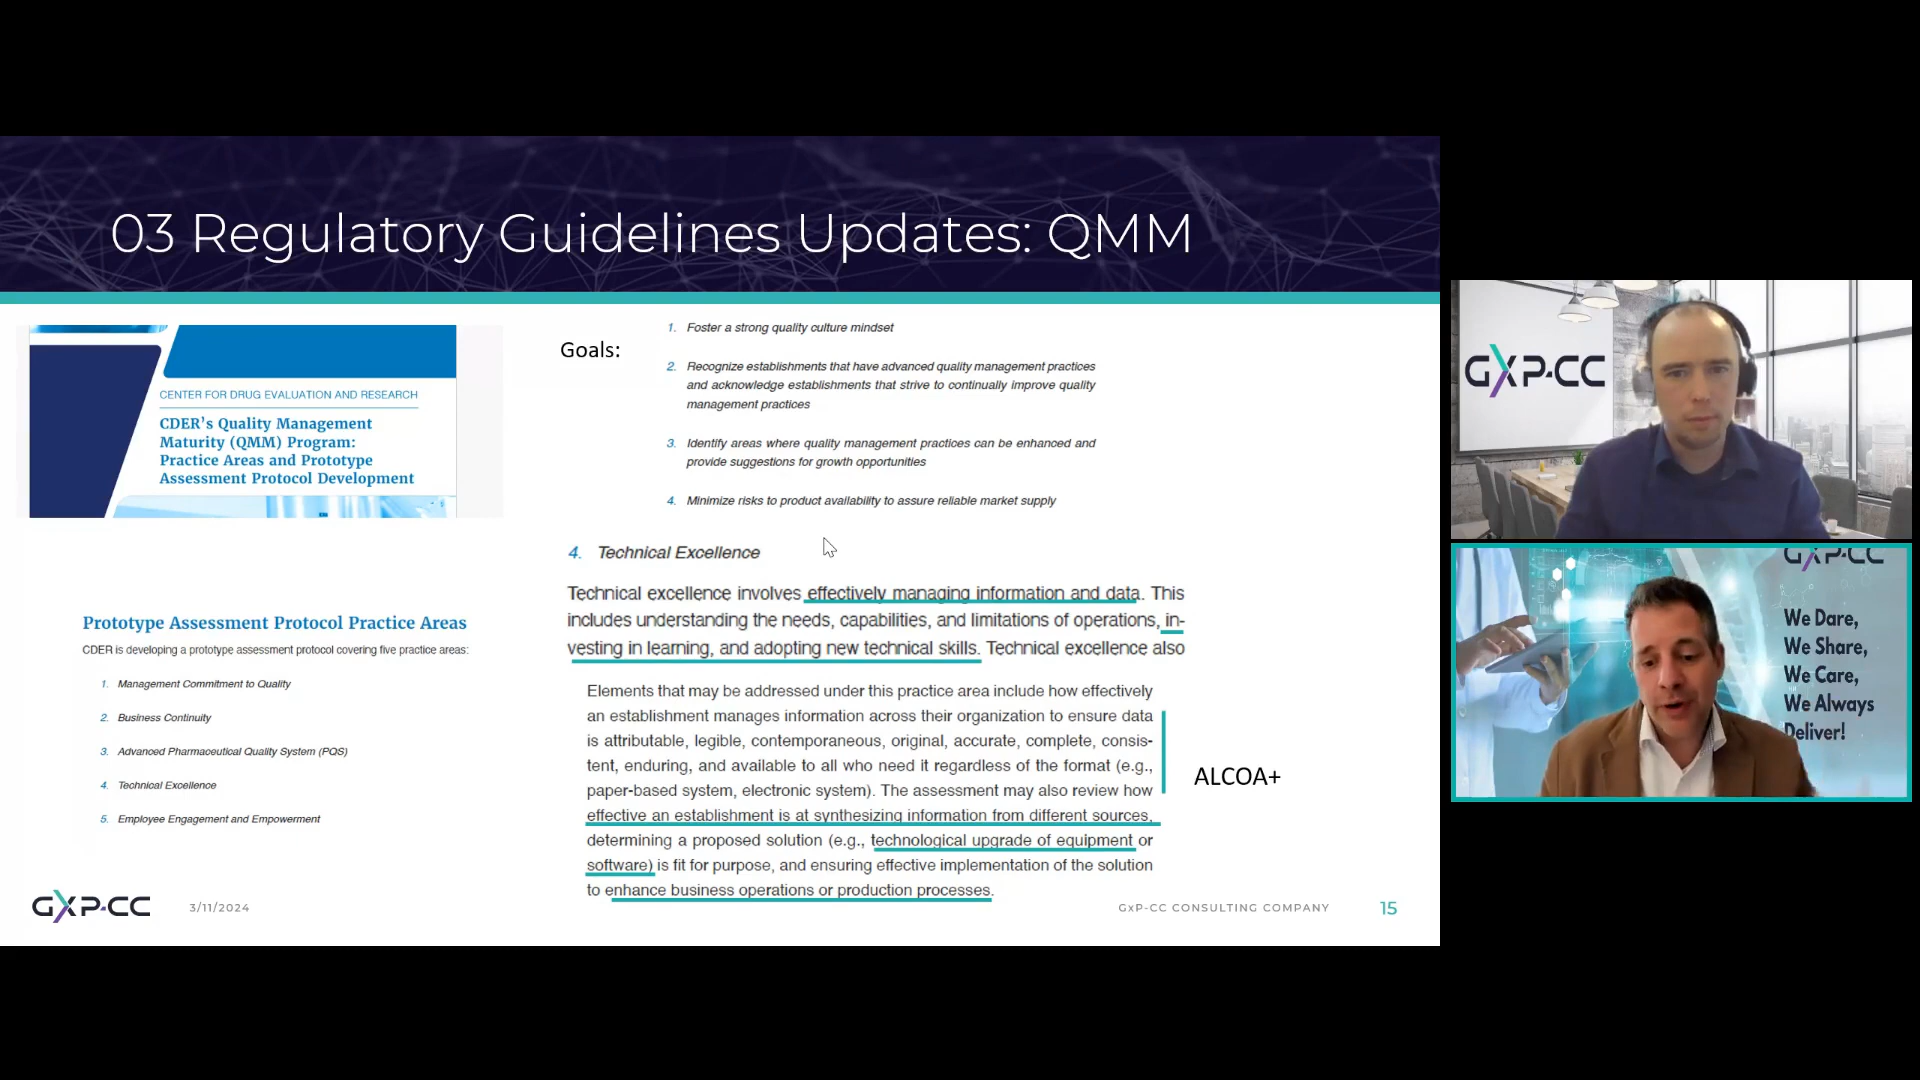 03 Regulatory Guidelines Updates: QMM
CENTER FOR DRUG EVALUATION AND RESEARCH
CDER’s Quality Management
Maturity (QMM) Program:
Practice Areas and Prototype
Assessment Protocol Development
Prototype Assessment Protocol Practice Areas
CDER is developing a prototype assessment protocol covering five practice areas:
1. Management Commitment to Quality
2. Business Continuity
3. Advanced Pharmaceutical Quality System (PQS)
4. Technical Excellence
5. Employee Engagement and Empowerment
Goals:
1. Foster a strong quality culture mindset
2. Recognize establishments that have advanced quality management practices
and acknowledge establishments that strive to continually improve quality
management practices
3. Identify areas where quality management practices can be enhanced and
provide suggestions for growth opportunities
4. Minimize risks to product availability to assure reliable market supply
4. Technical Excellence
Technical excellence involves effectively managing information and data. This
includes understanding the needs, capabilities, and limitations of operations, in-
vesting in learning, and adopting new technical skills. Technical excellence also
Elements that may be addressed under this practice area include how effectively
an establishment manages information across their organization to ensure data
is attributable, legible, contemporaneous, original, accurate, complete, consis-
tent, enduring, and available to all who need it regardless of the format (e.g.,
paper-based system, electronic system). The assessment may also review how
effective an establishment is at synthesizing information from different sources,
determining a proposed solution (e.g., technological upgrade of equipment or
software) is fit for purpose, and ensuring effective implementation of the solution
to enhance business operations or production processes.
ALCOA+
GXP-CC
3/11/2024
GxP-CC CONSULTING COMPANY
15
GXP-CC
GXP-CC
We Dare,
We Share,
We Care,
We Always
Deliver!